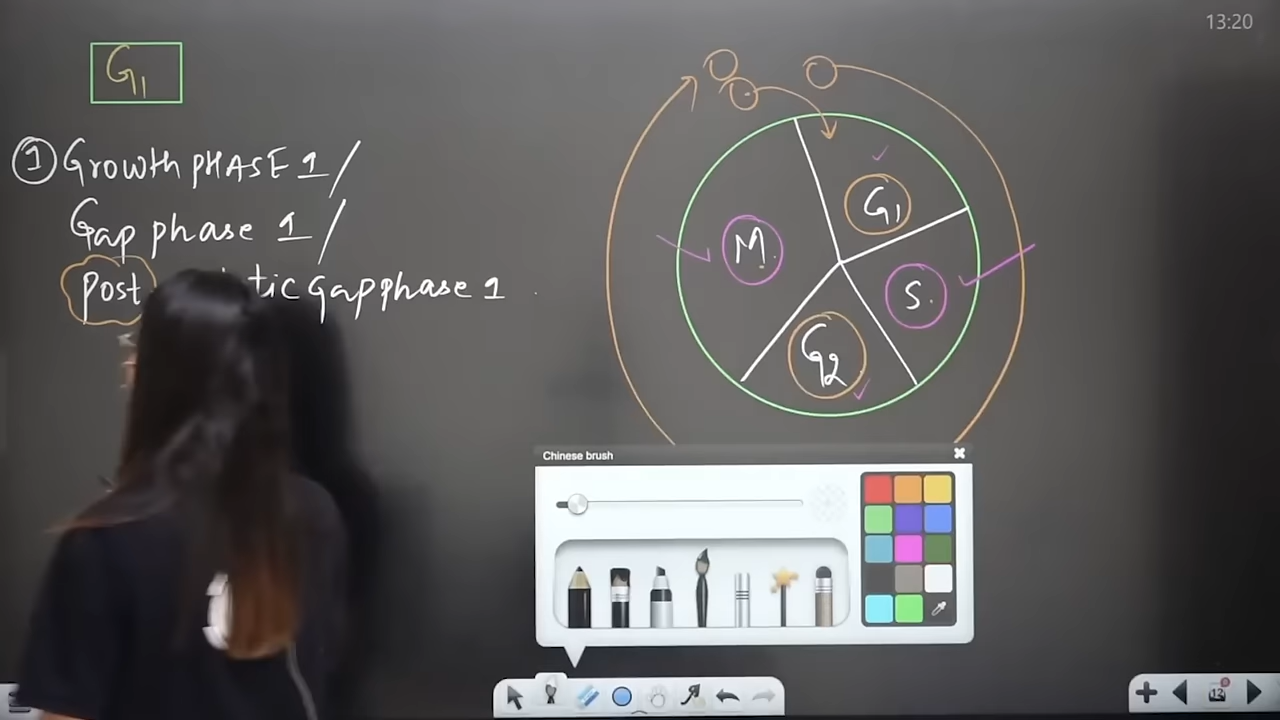 13:20
G1
① Growth PHASE 1 /
Gap phase 1 /
Post tic gap phase 1
G1
M
S
G2
Chinese brush
12